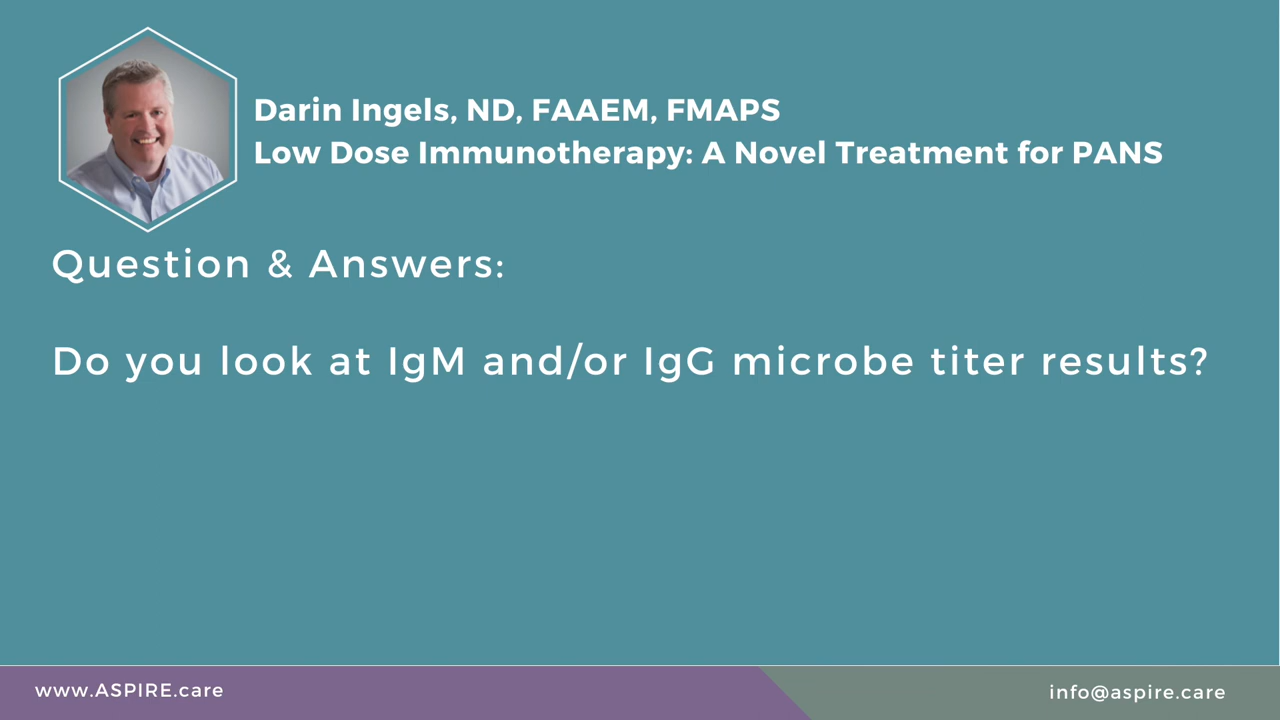 Darin Ingels, ND, FAAEM, FMAPS
Low Dose Immunotherapy: A Novel Treatment for PANS
Question & Answers:
Do you look at IgM and/or IgG microbe titer results?
www.ASPIRE.care
info@aspire.care